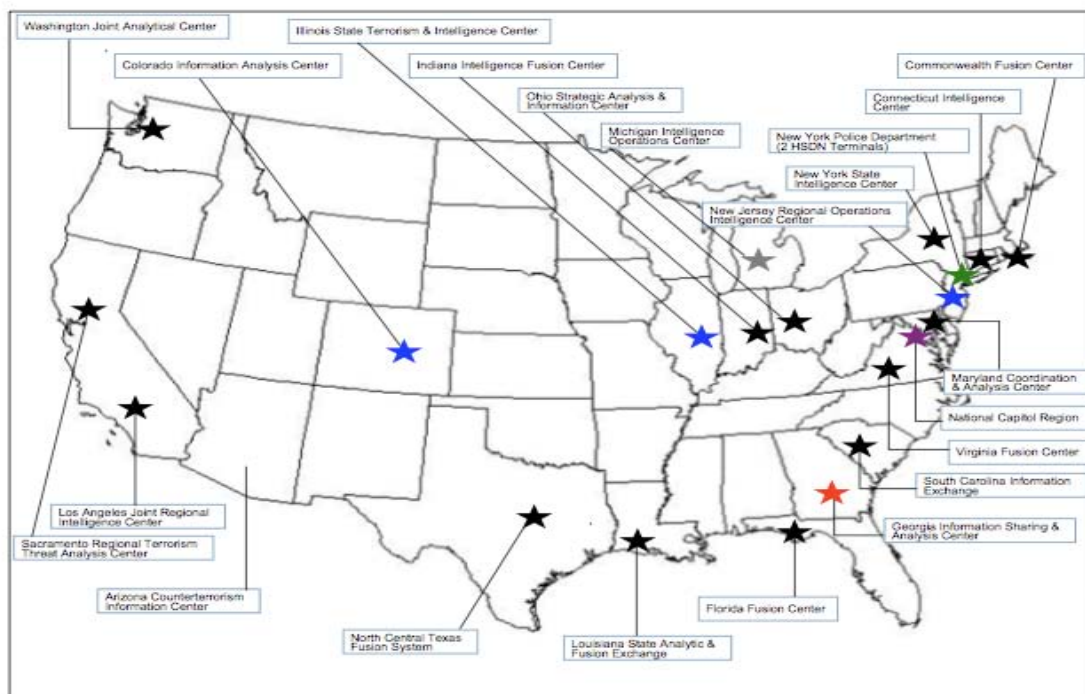 Washington Joint Analytical Center
Illinois State Terrorism & Intelligence Center
Colorado Information Analysis Center
Indiana Intelligence Fusion Center
Commonwealth Fusion Center
Ohio Strategic Analysis &
Information Center
Connecticut Intelligence
Center
Michigan Intelligence
Operations Center
New York Police Department
(2 HSDN Terminals)
New York State
Intelligence Center
New Jersey Regional Operations
Intelligence Center
Maryland Coordination
& Analysis Center
National Capitol Region
Virginia Fusion Center
South Carolina Information
Exchange
Los Angeles Joint Regional
Intelligence Center
Georgia Information Sharing &
Analysis Center
Sacramento Regional Terrorism
Threat Analysis Center
Arizona Counterterrorism
Information Center
Florida Fusion Center
North Central Texas
Fusion System
Louisiana State Analytic &
Fusion Exchange